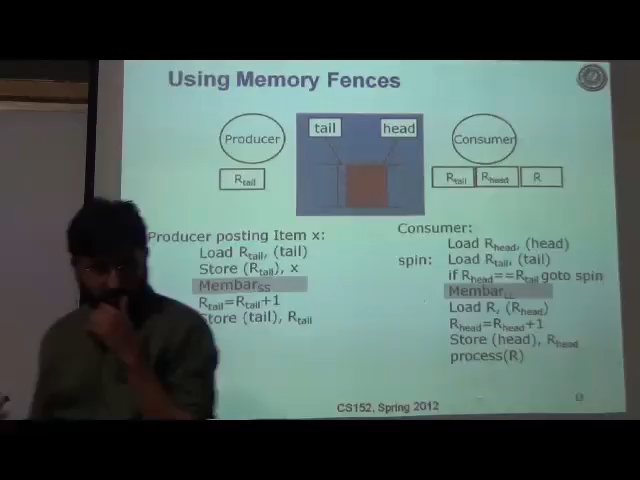 Using Memory Fences
Producer
tail
head
Consumer
Rtail
Rtail Rhead R
Producer posting Item x:
Load Rtail, (tail)
Store (Rtail), x
MembarSS
Rtail=Rtail+1
Store (tail), Rtail
Consumer:
Load Rhead, (head)
spin: Load Rtail, (tail)
if Rhead==Rtail goto spin
MembarLL
Load R, (Rhead)
Rhead=Rhead+1
Store (head), Rhead
process(R)
CS152, Spring 2012